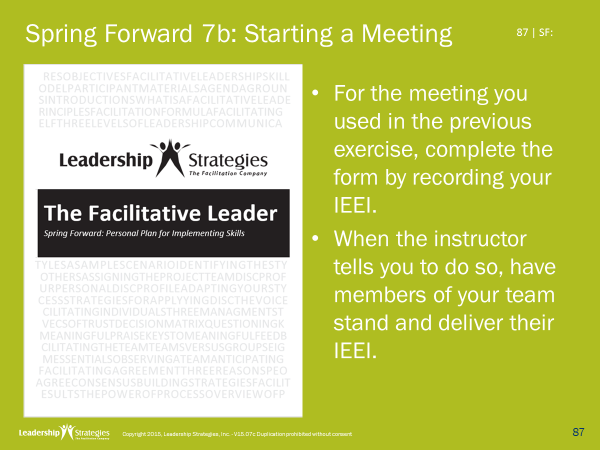 Spring Forward 7b: Starting a Meeting
87 | SF:
RESOBJECTIVESFACILITATIVELEADERSHIPSKILL
ODELPARTICIPANTMATERIALSAGENDAGROUN
SINTRODUCTIONSWHATISAFACILITATIVELEADE
RINCIPLESFACILITATIONFORMULAFACILITATING
ELFTHREELEVELSOFLEADERSHIPCOMMUNICA
Leadership Strategies
The Facilitation Company
The Facilitative Leader
Spring Forward: Personal Plan for Implementing Skills
TYLESASAMPLESCENARIOIDENTIFYINGTHESTY
OTHERSASSIGNINGTHEPROJECTTEAMDISCPROF
URPERSONALDISCPROFILEADAPTINGYOURSTY
CESSSTRATEGIESFORAPPLYYINGDISCTHEVOICE
CILITATINGINDIVIDUALSTHREEMANAGMENTST
VECSOFTRUSTDECISIONMATRIXQUESTIONINGK
MEANINGFULPRAISEKEYSTOMEANINGFULFEEDB
CILITATINGTHETEAMTEAMSVERSUSGROUPSEIG
MESSENTIALSOBSERVINGATEAMANTICIPATING
FACILITATINGAGREEMENTTHREEREASONSPEO
AGREECONSENSUSBUILDINGSTRATEGIESFACILIT
ESULTSTHEPOWEROFPROCESSOVERVIEWOFP
• For the meeting you
used in the previous
exercise, complete the
form by recording your
IEEI.
• When the instructor
tells you to do so, have
members of your team
stand and deliver their
IEEI.
Leadership Strategies
The Facilitation Company
Copyright 2015, Leadership Strategies, Inc. - V15.07c Duplication prohibited without consent
87